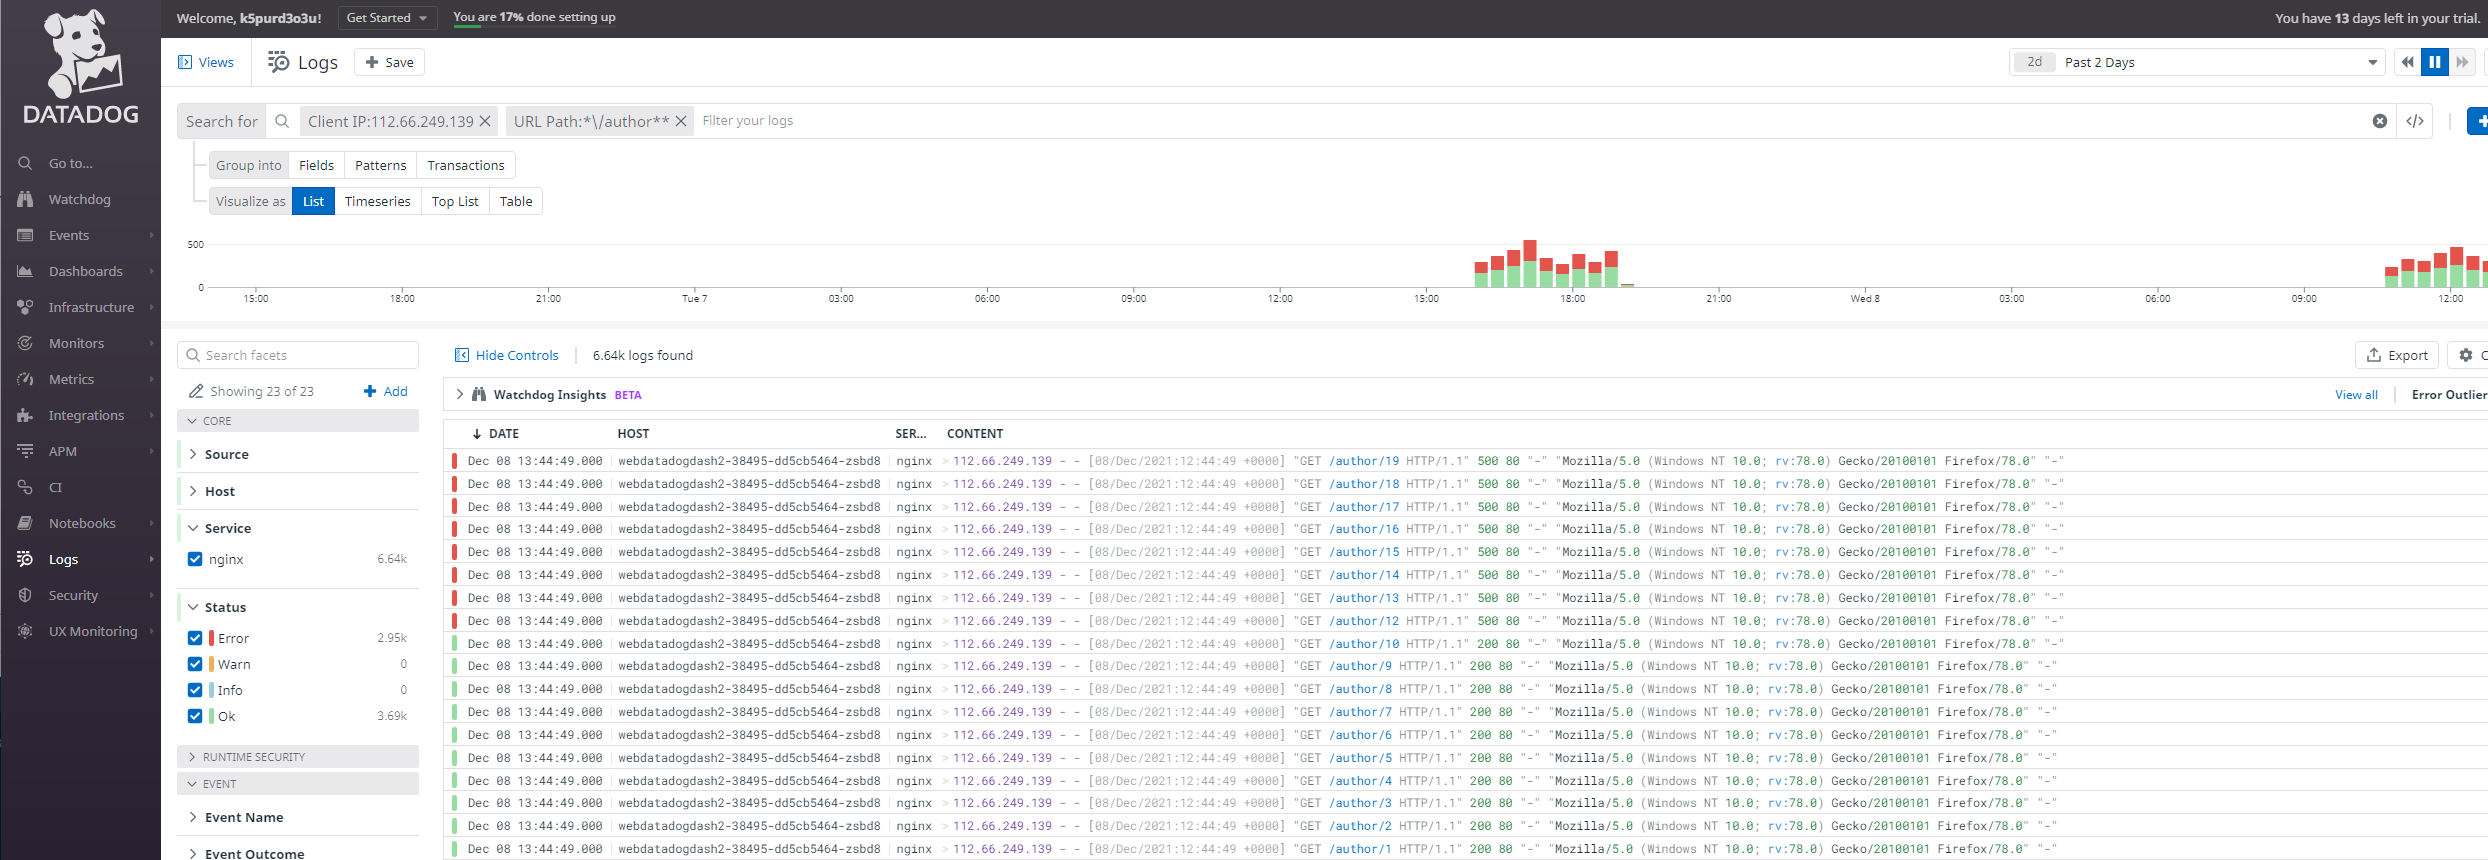 Welcome, k5purd3o3u! Get Started You are 17% done setting up You have 13 days left in your trial.
DATADOG
Go to...
Watchdog
Events
Dashboards
Infrastructure
Monitors
Metrics
Integrations
APM
CI
Notebooks
Logs
Security
UX Monitoring
Views Logs + Save 2d Past 2 Days
Search for Client IP:112.66.249.139 URL Path:*\/author** Filter your logs </>
Group into Fields Patterns Transactions
Visualize as List Timeseries Top List Table
500
0
15:00 18:00 21:00 Tue 7 03:00 06:00 09:00 12:00 15:00 18:00 21:00 Wed 8 03:00 06:00 09:00 12:00
Search facets
Showing 23 of 23 + Add
CORE
Source
Host
Service
nginx 6.64k
Status
Error 2.95k
Warn 0
Info 0
Ok 3.69k
RUNTIME SECURITY
EVENT
Event Name
Event Outcome
Hide Controls 6.64k logs found Export C
Watchdog Insights BETA View all Error Outlier
DATE HOST SER... CONTENT
Dec 08 13:44:49.000 webdatadogdash2-38495-dd5cb5464-zsbd8 nginx > 112.66.249.139 - - [08/Dec/2021:12:44:49 +0000] "GET /author/19 HTTP/1.1" 500 80 "-" "Mozilla/5.0 (Windows NT 10.0; rv:78.0) Gecko/20100101 Firefox/78.0" "-"
Dec 08 13:44:49.000 webdatadogdash2-38495-dd5cb5464-zsbd8 nginx > 112.66.249.139 - - [08/Dec/2021:12:44:49 +0000] "GET /author/18 HTTP/1.1" 500 80 "-" "Mozilla/5.0 (Windows NT 10.0; rv:78.0) Gecko/20100101 Firefox/78.0" "-"
Dec 08 13:44:49.000 webdatadogdash2-38495-dd5cb5464-zsbd8 nginx > 112.66.249.139 - - [08/Dec/2021:12:44:49 +0000] "GET /author/17 HTTP/1.1" 500 80 "-" "Mozilla/5.0 (Windows NT 10.0; rv:78.0) Gecko/20100101 Firefox/78.0" "-"
Dec 08 13:44:49.000 webdatadogdash2-38495-dd5cb5464-zsbd8 nginx > 112.66.249.139 - - [08/Dec/2021:12:44:49 +0000] "GET /author/16 HTTP/1.1" 500 80 "-" "Mozilla/5.0 (Windows NT 10.0; rv:78.0) Gecko/20100101 Firefox/78.0" "-"
Dec 08 13:44:49.000 webdatadogdash2-38495-dd5cb5464-zsbd8 nginx > 112.66.249.139 - - [08/Dec/2021:12:44:49 +0000] "GET /author/15 HTTP/1.1" 500 80 "-" "Mozilla/5.0 (Windows NT 10.0; rv:78.0) Gecko/20100101 Firefox/78.0" "-"
Dec 08 13:44:49.000 webdatadogdash2-38495-dd5cb5464-zsbd8 nginx > 112.66.249.139 - - [08/Dec/2021:12:44:49 +0000] "GET /author/14 HTTP/1.1" 500 80 "-" "Mozilla/5.0 (Windows NT 10.0; rv:78.0) Gecko/20100101 Firefox/78.0" "-"
Dec 08 13:44:49.000 webdatadogdash2-38495-dd5cb5464-zsbd8 nginx > 112.66.249.139 - - [08/Dec/2021:12:44:49 +0000] "GET /author/13 HTTP/1.1" 500 80 "-" "Mozilla/5.0 (Windows NT 10.0; rv:78.0) Gecko/20100101 Firefox/78.0" "-"
Dec 08 13:44:49.000 webdatadogdash2-38495-dd5cb5464-zsbd8 nginx > 112.66.249.139 - - [08/Dec/2021:12:44:49 +0000] "GET /author/12 HTTP/1.1" 500 80 "-" "Mozilla/5.0 (Windows NT 10.0; rv:78.0) Gecko/20100101 Firefox/78.0" "-"
Dec 08 13:44:49.000 webdatadogdash2-38495-dd5cb5464-zsbd8 nginx > 112.66.249.139 - - [08/Dec/2021:12:44:49 +0000] "GET /author/10 HTTP/1.1" 200 80 "-" "Mozilla/5.0 (Windows NT 10.0; rv:78.0) Gecko/20100101 Firefox/78.0" "-"
Dec 08 13:44:49.000 webdatadogdash2-38495-dd5cb5464-zsbd8 nginx > 112.66.249.139 - - [08/Dec/2021:12:44:49 +0000] "GET /author/9 HTTP/1.1" 200 80 "-" "Mozilla/5.0 (Windows NT 10.0; rv:78.0) Gecko/20100101 Firefox/78.0" "-"
Dec 08 13:44:49.000 webdatadogdash2-38495-dd5cb5464-zsbd8 nginx > 112.66.249.139 - - [08/Dec/2021:12:44:49 +0000] "GET /author/8 HTTP/1.1" 200 80 "-" "Mozilla/5.0 (Windows NT 10.0; rv:78.0) Gecko/20100101 Firefox/78.0" "-"
Dec 08 13:44:49.000 webdatadogdash2-38495-dd5cb5464-zsbd8 nginx > 112.66.249.139 - - [08/Dec/2021:12:44:49 +0000] "GET /author/7 HTTP/1.1" 200 80 "-" "Mozilla/5.0 (Windows NT 10.0; rv:78.0) Gecko/20100101 Firefox/78.0" "-"
Dec 08 13:44:49.000 webdatadogdash2-38495-dd5cb5464-zsbd8 nginx > 112.66.249.139 - - [08/Dec/2021:12:44:49 +0000] "GET /author/6 HTTP/1.1" 200 80 "-" "Mozilla/5.0 (Windows NT 10.0; rv:78.0) Gecko/20100101 Firefox/78.0" "-"
Dec 08 13:44:49.000 webdatadogdash2-38495-dd5cb5464-zsbd8 nginx > 112.66.249.139 - - [08/Dec/2021:12:44:49 +0000] "GET /author/5 HTTP/1.1" 200 80 "-" "Mozilla/5.0 (Windows NT 10.0; rv:78.0) Gecko/20100101 Firefox/78.0" "-"
Dec 08 13:44:49.000 webdatadogdash2-38495-dd5cb5464-zsbd8 nginx > 112.66.249.139 - - [08/Dec/2021:12:44:49 +0000] "GET /author/4 HTTP/1.1" 200 80 "-" "Mozilla/5.0 (Windows NT 10.0; rv:78.0) Gecko/20100101 Firefox/78.0" "-"
Dec 08 13:44:49.000 webdatadogdash2-38495-dd5cb5464-zsbd8 nginx > 112.66.249.139 - - [08/Dec/2021:12:44:49 +0000] "GET /author/3 HTTP/1.1" 200 80 "-" "Mozilla/5.0 (Windows NT 10.0; rv:78.0) Gecko/20100101 Firefox/78.0" "-"
Dec 08 13:44:49.000 webdatadogdash2-38495-dd5cb5464-zsbd8 nginx > 112.66.249.139 - - [08/Dec/2021:12:44:49 +0000] "GET /author/2 HTTP/1.1" 200 80 "-" "Mozilla/5.0 (Windows NT 10.0; rv:78.0) Gecko/20100101 Firefox/78.0" "-"
Dec 08 13:44:49.000 webdatadogdash2-38495-dd5cb5464-zsbd8 nginx > 112.66.249.139 - - [08/Dec/2021:12:44:49 +0000] "GET /author/1 HTTP/1.1" 200 80 "-" "Mozilla/5.0 (Windows NT 10.0; rv:78.0) Gecko/20100101 Firefox/78.0" "-"